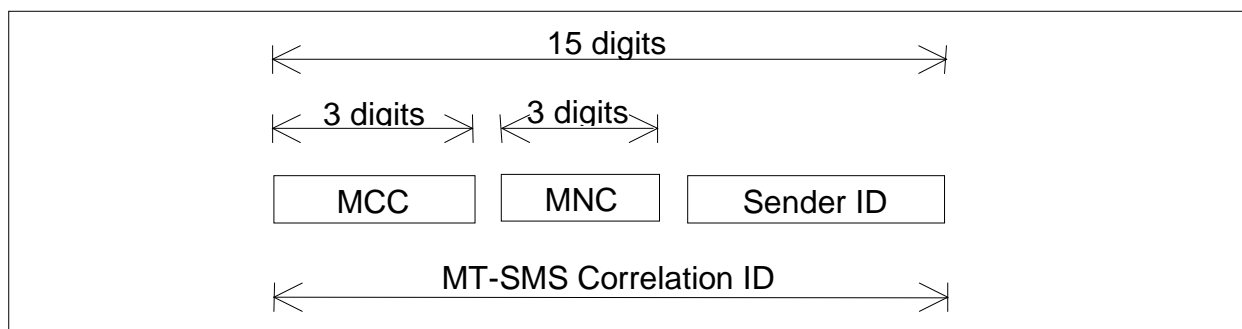 15 digits
3 digits 3 digits
MCC MNC Sender ID
MT-SMS Correlation ID